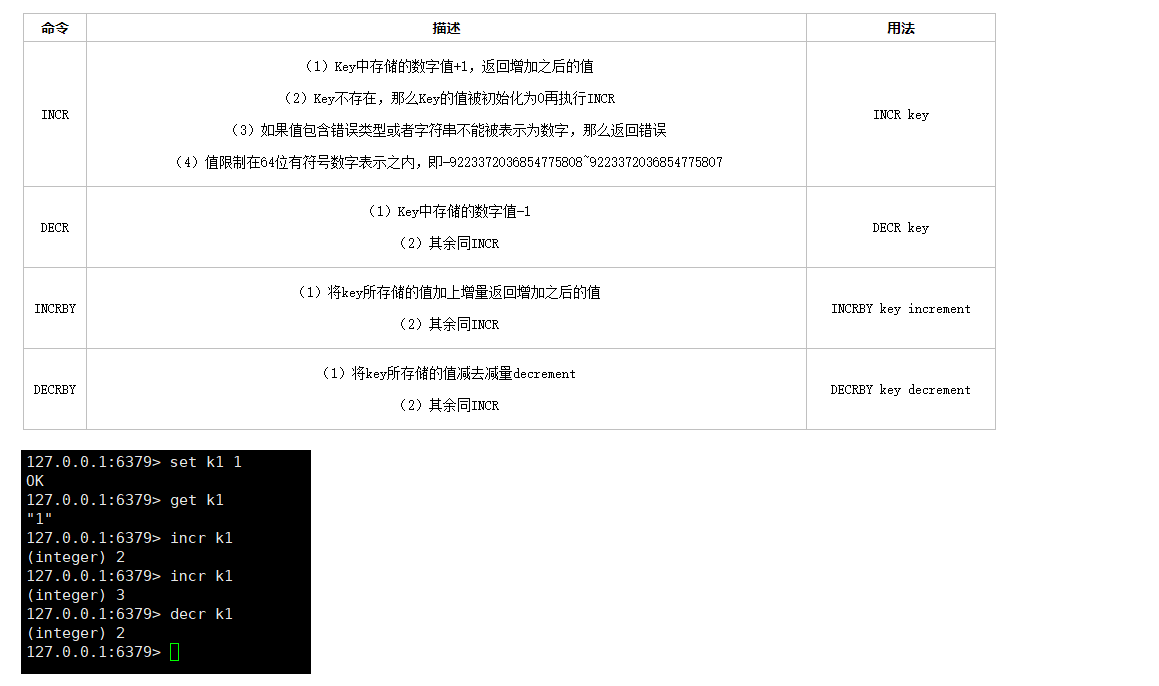 命令 描述 用法
（1）Key中存储的数字值+1，返回增加之后的值
（2）Key不存在，那么Key的值被初始化为0再执行INCR
INCR
INCR key
（3）如果值包含错误类型或者字符串不能被表示为数字，那么返回错误
（4）值限制在64位有符号数字表示之内，即-9223372036854775808~9223372036854775807
（1）Key中存储的数字值-1
DECR
DECR key
（2）其余同INCR
（1）将key所存储的值加上增量返回增加之后的值
INCRBY
INCRBY key increment
（2）其余同INCR
（1）将key所存储的值减去减量decrement
DECRBY
DECRBY key decrement
（2）其余同INCR
127.0.0.1:6379> set k1 1
OK
127.0.0.1:6379> get k1
"1"
127.0.0.1:6379> incr k1
(integer) 2
127.0.0.1:6379> incr k1
(integer) 3
127.0.0.1:6379> decr k1
(integer) 2
127.0.0.1:6379>